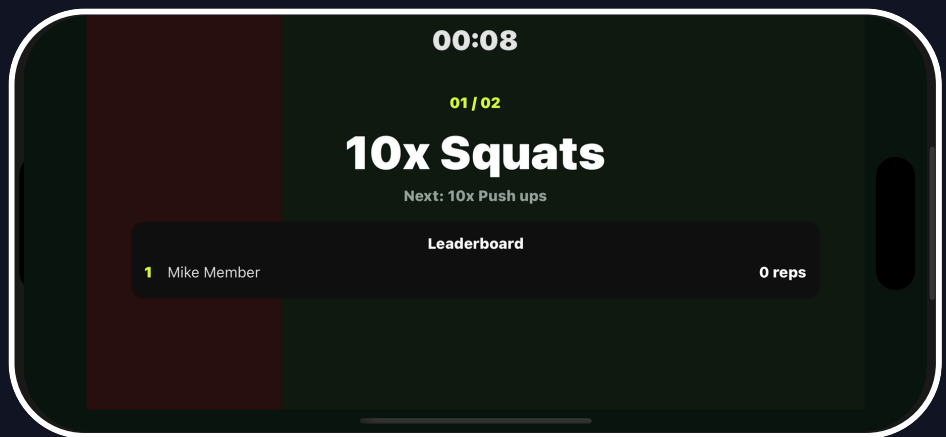 00:08
01 / 02
10x Squats
Next: 10x Push ups
Leaderboard
1 Mike Member 0 reps